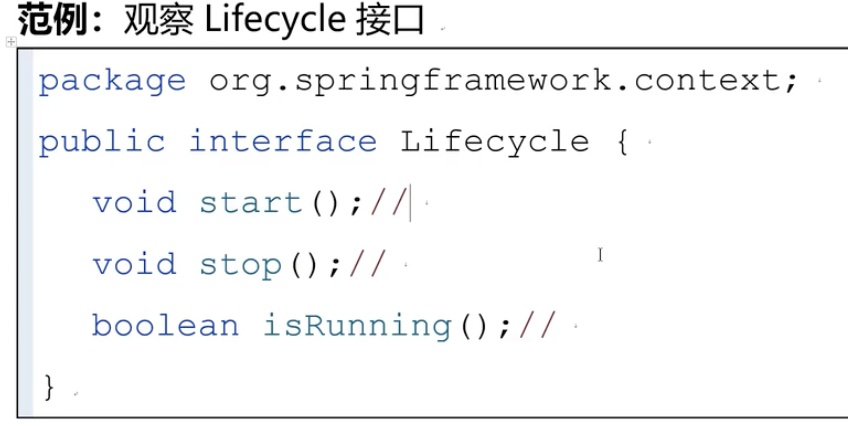 范例：观察 Lifecycle 接口
package org.springframework.context;
public interface Lifecycle {
void start();//
void stop();//
boolean isRunning();//
}